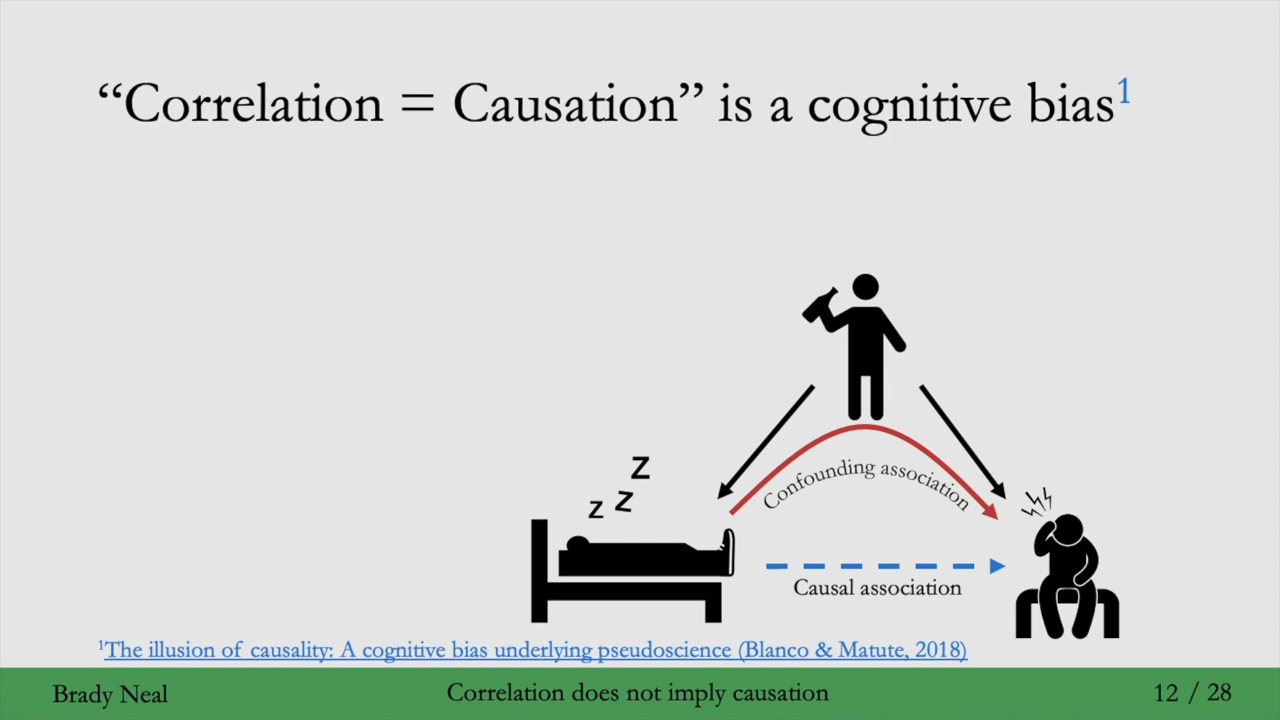 “Correlation = Causation” is a cognitive bias¹
Z
Z
Z
Confounding association
Causal association
¹The illusion of causality: A cognitive bias underlying pseudoscience (Blanco & Matute, 2018)
Brady Neal
Correlation does not imply causation
12 / 28